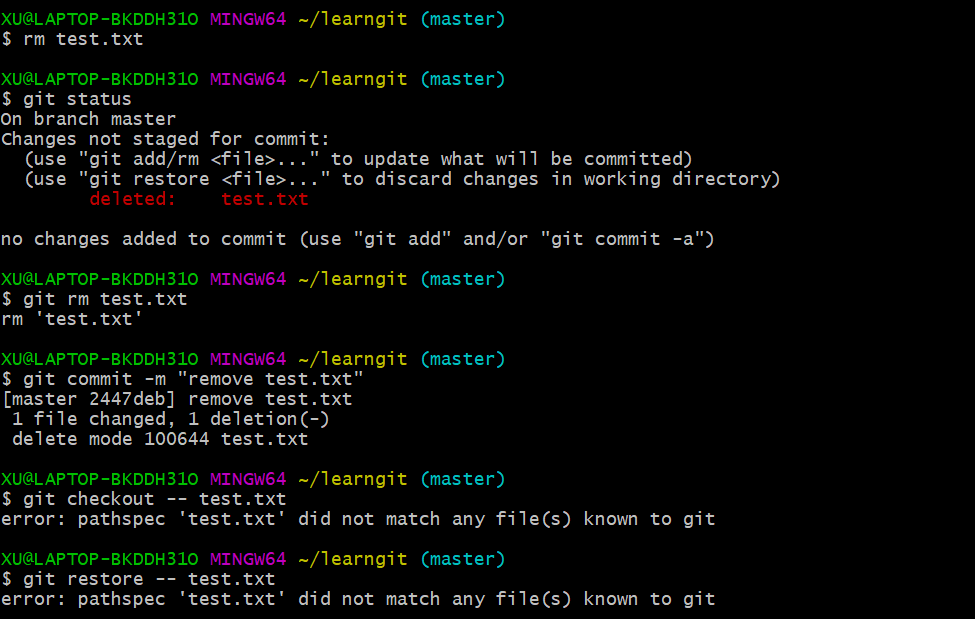 XU@LAPTOP-BKDDH31O MINGW64 ~/learngit (master)
$ rm test.txt
XU@LAPTOP-BKDDH31O MINGW64 ~/learngit (master)
$ git status
On branch master
Changes not staged for commit:
  (use "git add/rm <file>..." to update what will be committed)
  (use "git restore <file>..." to discard changes in working directory)
        deleted:    test.txt
no changes added to commit (use "git add" and/or "git commit -a")
XU@LAPTOP-BKDDH31O MINGW64 ~/learngit (master)
$ git rm test.txt
rm 'test.txt'
XU@LAPTOP-BKDDH31O MINGW64 ~/learngit (master)
$ git commit -m "remove test.txt"
[master 2447deb] remove test.txt
 1 file changed, 1 deletion(-)
 delete mode 100644 test.txt
XU@LAPTOP-BKDDH31O MINGW64 ~/learngit (master)
$ git checkout -- test.txt
error: pathspec 'test.txt' did not match any file(s) known to git
XU@LAPTOP-BKDDH31O MINGW64 ~/learngit (master)
$ git restore -- test.txt
error: pathspec 'test.txt' did not match any file(s) known to git